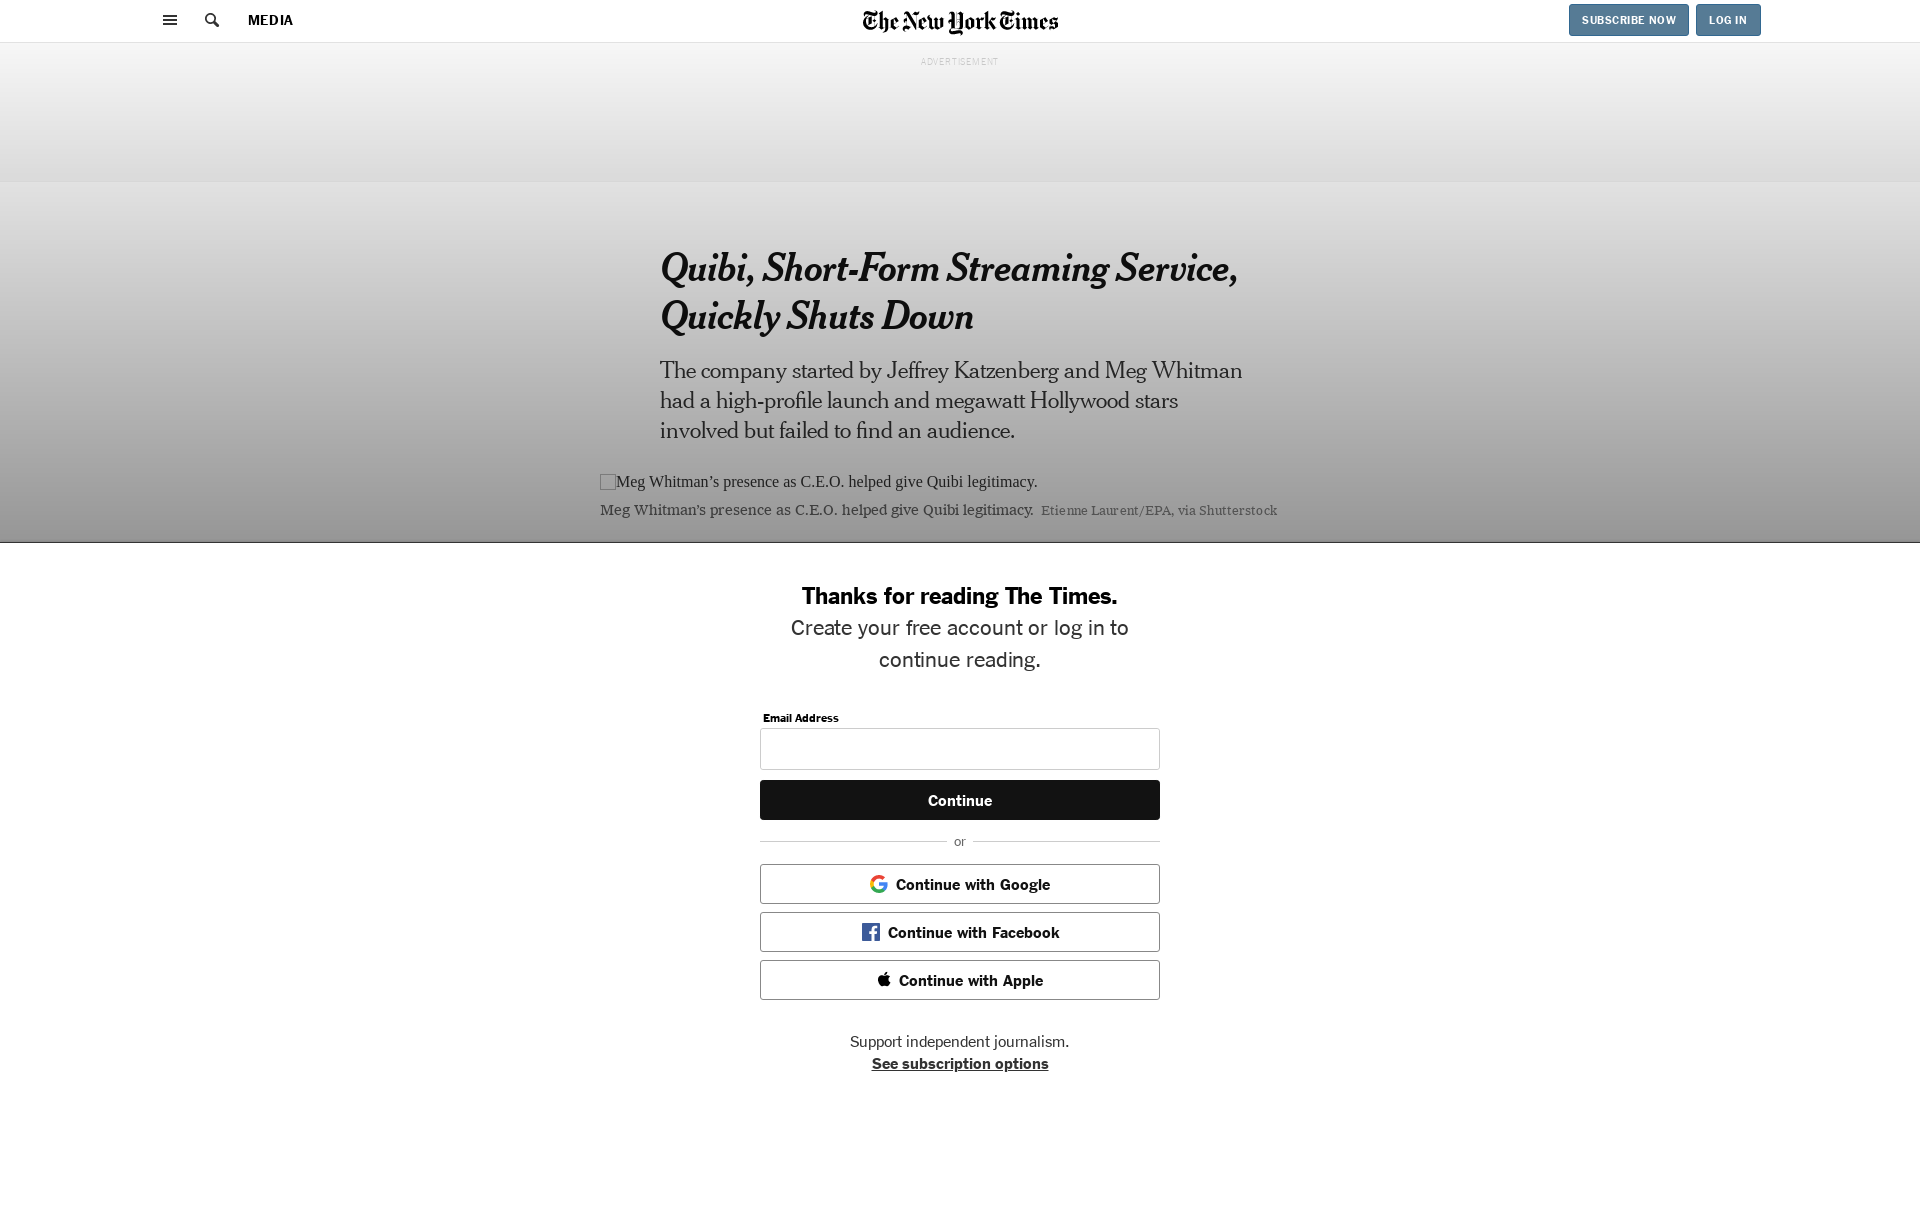 MEDIA
The New York Times
SUBSCRIBE NOW
LOG IN
ADVERTISEMENT
Quibi, Short-Form Streaming Service,
Quickly Shuts Down
The company started by Jeffrey Katzenberg and Meg Whitman
had a high-profile launch and megawatt Hollywood stars
involved but failed to find an audience.
Meg Whitman’s presence as C.E.O. helped give Quibi legitimacy.
Meg Whitman’s presence as C.E.O. helped give Quibi legitimacy. Etienne Laurent/EPA, via Shutterstock
Thanks for reading The Times.
Create your free account or log in to
continue reading.
Email Address
Continue
or
Continue with Google
Continue with Facebook
Continue with Apple
Support independent journalism.
See subscription options